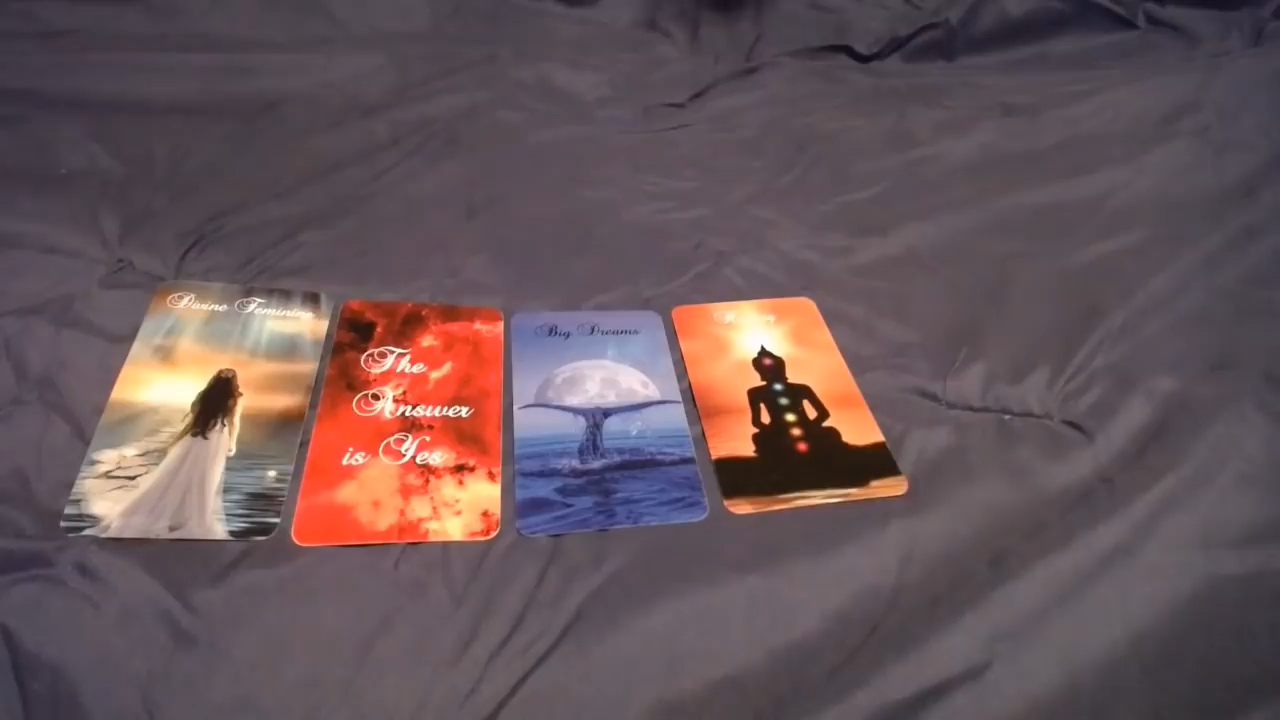 Divine Feminine
The
Answer
is Yes
Big Dreams